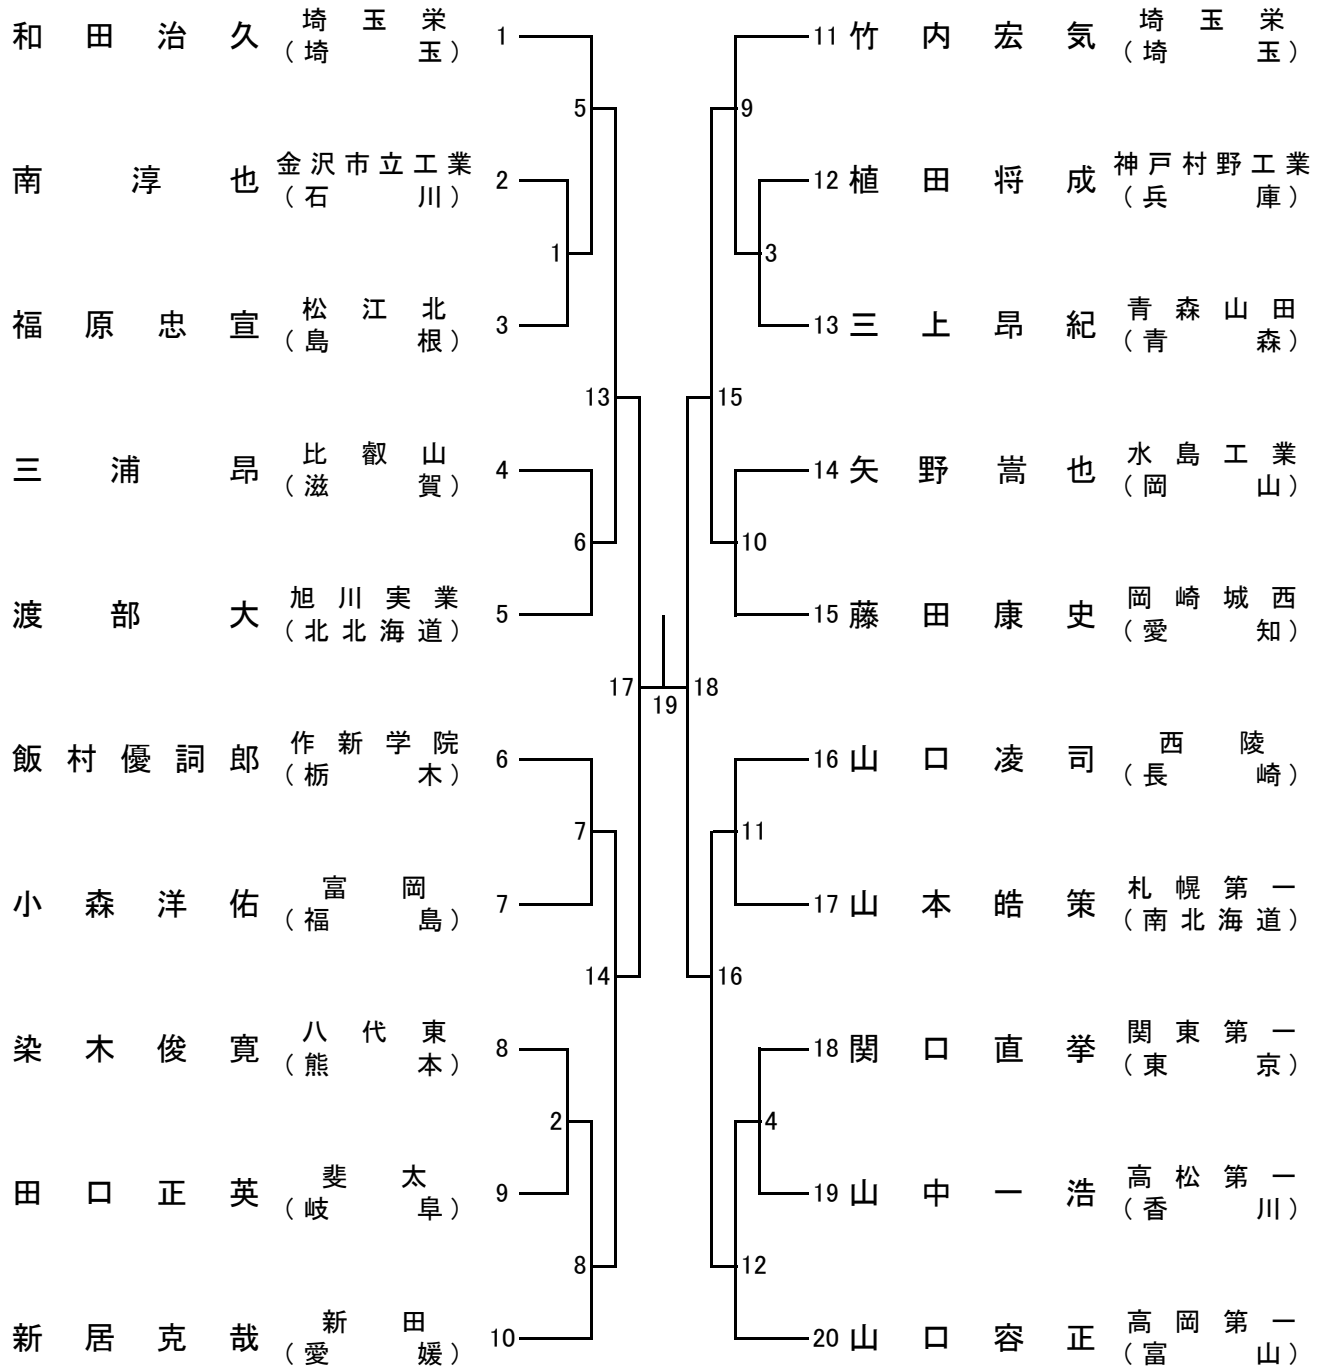 和田治久 埼玉栄 1
(埼玉)
5
南淳也 金沢市立工業 2
(石川)
1
福原忠宣 松江北 3
(島根)
13
三浦昂 比叡山 4
(滋賀)
6
渡部大 旭川実業 5
(北北海道)
17
飯村優詞郎 作新学院 6
(栃木)
7
小森洋佑 富岡 7
(福島)
14
染木俊寛 八代東 8
(熊本)
2
田口正英 斐太 9
(岐阜)
8
新居克哉 新田 10
(愛媛)
19
11 竹内宏気 埼玉栄
(埼玉)
9
12 植田将成 神戸村野工業
(兵庫)
3
13 三上昂紀 青森山田
(青森)
15
14 矢野嵩也 水島工業
(岡山)
10
15 藤田康史 岡崎城西
(愛知)
18
16 山口凌司 西陵
(長崎)
11
17 山本皓策 札幌第一
(南北海道)
16
18 関口直挙 関東第一
(東京)
4
19 山中一浩 高松第一
(香川)
12
20 山口容正 高岡第一
(富山)